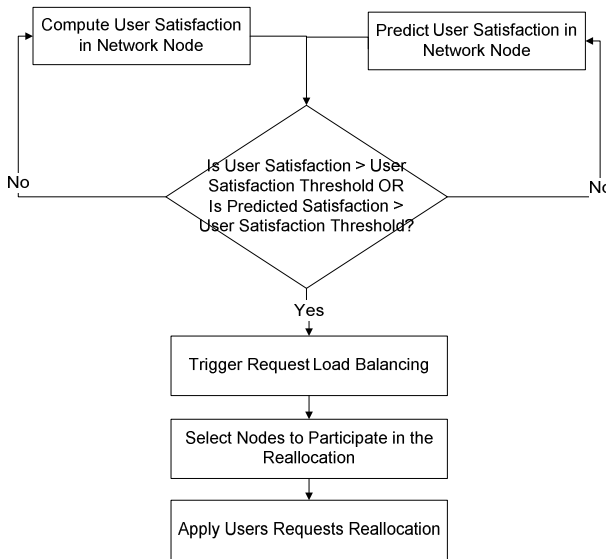 Compute User Satisfaction
in Network Node
Predict User Satisfaction in
Network Node
Is User Satisfaction > User
Satisfaction Threshold OR
Is Predicted Satisfaction >
User Satisfaction Threshold?
No
No
Yes
Trigger Request Load Balancing
Select Nodes to Participate in the
Reallocation
Apply Users Requests Reallocation